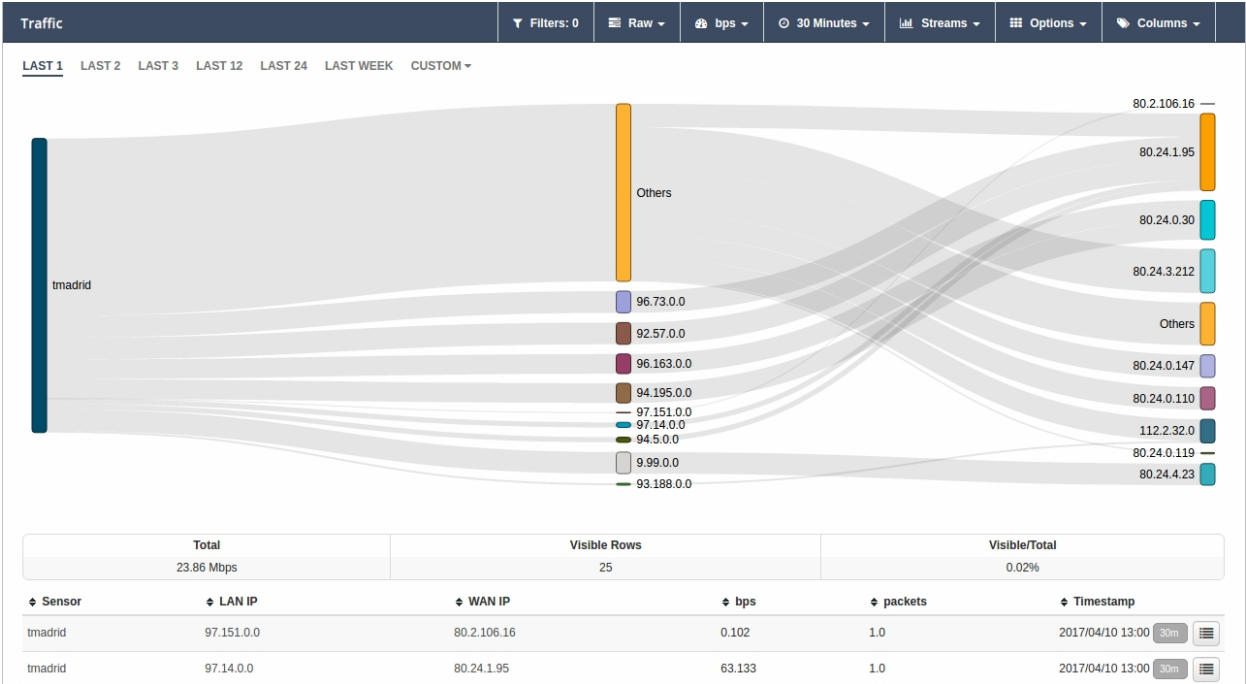 Traffic Filters: 0 Raw bps 30 Minutes Streams Options Columns
LAST 1 LAST 2 LAST 3 LAST 12 LAST 24 LAST WEEK CUSTOM
80.2.106.16
80.24.1.95
Others
80.24.0.30
80.24.3.212
tmadrid
96.73.0.0
Others
92.57.0.0
96.163.0.0
80.24.0.147
94.195.0.0
80.24.0.110
97.151.0.0
97.14.0.0
112.2.32.0
94.5.0.0
80.24.0.119
9.99.0.0
80.24.4.23
93.188.0.0
Total Visible Rows Visible/Total
23.86 Mbps 25 0.02%
Sensor LAN IP WAN IP bps packets Timestamp
tmadrid 97.151.0.0 80.2.106.16 0.102 1.0 2017/04/10 13:00 30m
tmadrid 97.14.0.0 80.24.1.95 63.133 1.0 2017/04/10 13:00 30m